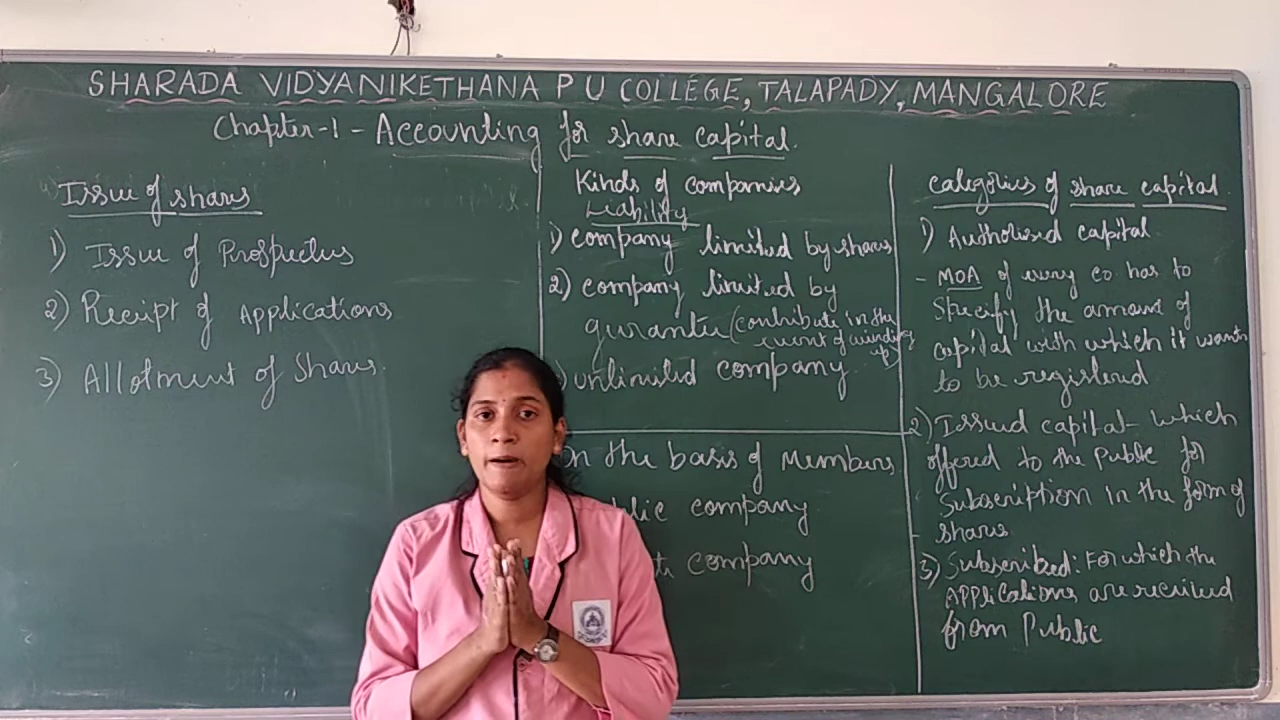 SHARADA VIDYANIKETHANA P U COLLEGE, TALAPADY, MANGALORE
Chapter-1 - Accounting for share capital.
Issue of shares
1) Issue of Prospectus
2) Receipt of Applications
3) Allotment of Shares.
Kinds of companies
Liability
1) company limited by shares
2) company limited by
gurantee (contribute in the
event of winding
up)
) unlimited company
On the basis of Members
lic company
company
categories of share capital
1) Authorised capital
- MOA of every co has to
specify the amount of
capital with which it wants
to be registered
2) Issued capital - which
offered to the public for
Subscription in the form of
shares
3) Subscribed: For which the
Applications are received
from Public